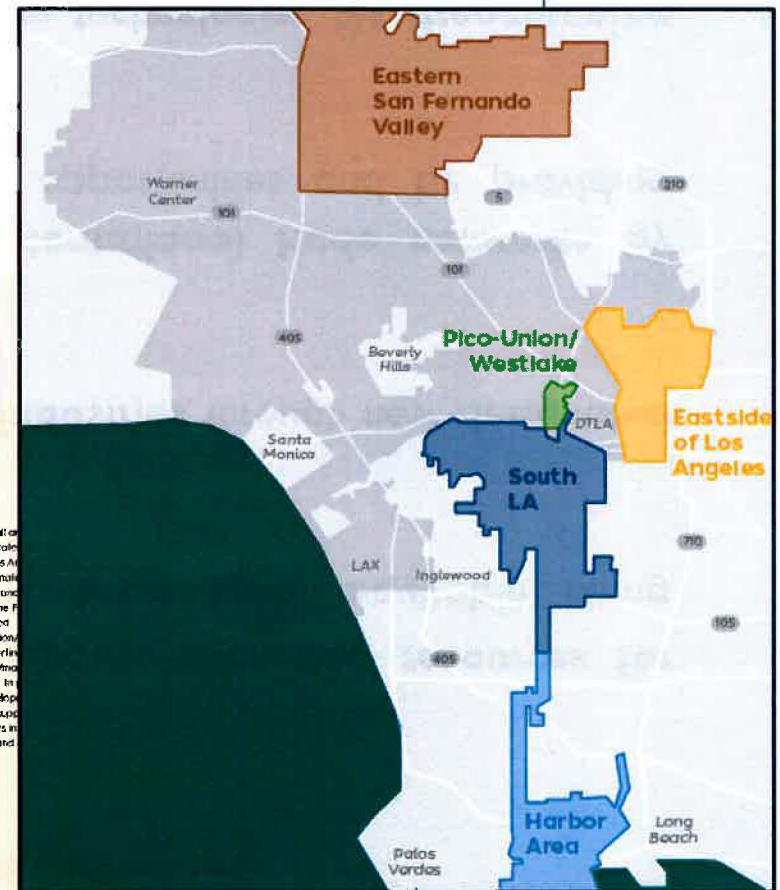 Eastern
San Fernando
Valley
Warner
Center
101
5
210
101
405
Beverly
Hills
Pico-Union/
Westlake
DTLA
Eastside
of Los
Angeles
Santa
Monica
South
LA
710
LAX
Inglewood
105
405
Harbor
Area
Long
Beach
Palos
Verdes